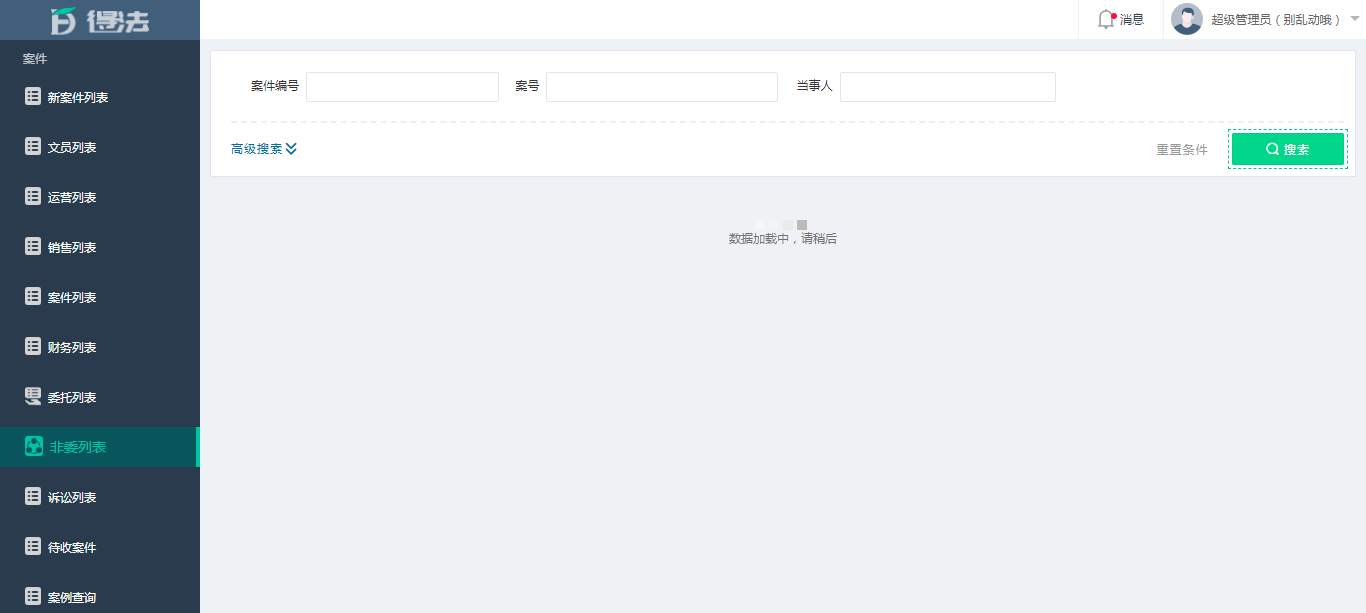 得法
消息
超级管理员（别乱动哦）
案件
新案件列表
文员列表
运营列表
销售列表
案件列表
财务列表
委托列表
非委列表
诉讼列表
待收案件
案例查询
案件编号
案号
当事人
高级搜索
重置条件
搜索
数据加载中，请稍后